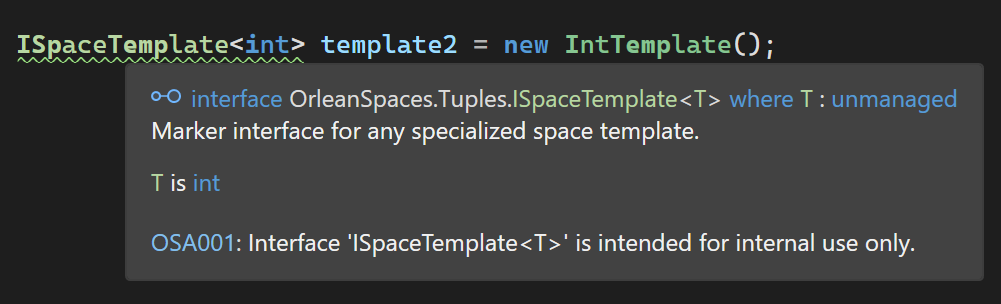 ISpaceTemplate<int> template2 = new IntTemplate();
interface OrleanSpaces.Tuples.ISpaceTemplate<T> where T : unmanaged
Marker interface for any specialized space template.
T is int
OSA001: Interface 'ISpaceTemplate<T>' is intended for internal use only.